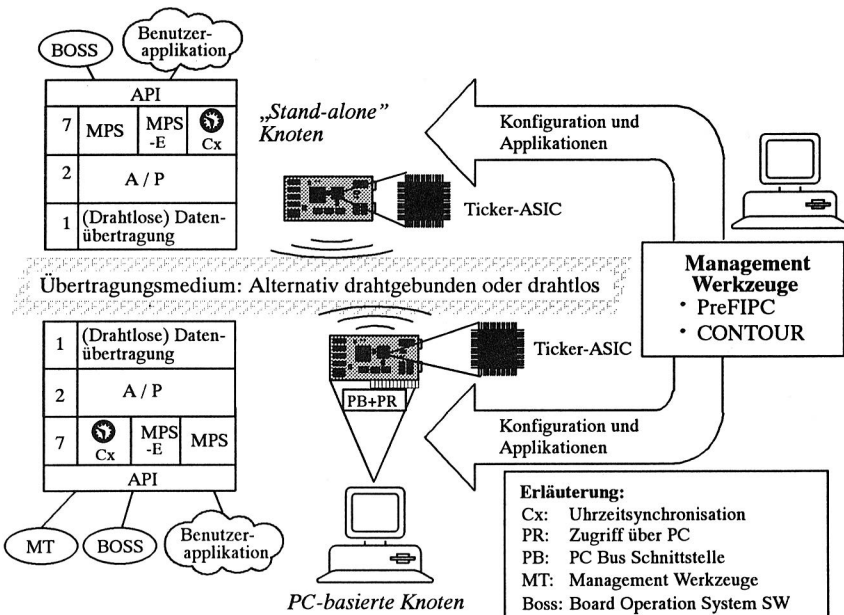 BOSS
Benutzer-
applikation
API
7
MPS
MPS
-E
Cx
2
A / P
1
(Drahtlose) Daten-
übertragung
„Stand-alone”
Knoten
Ticker-ASIC
Konfiguration und
Applikationen
Management
Werkzeuge
• PreFIPC
• CONTOUR
Übertragungsmedium: Alternativ drahtgebunden oder drahtlos
1
(Drahtlose) Daten-
übertragung
2
A / P
7
Cx
MPS
-E
MPS
API
MT
BOSS
Benutzer-
applikation
Ticker-ASIC
PB+PR
PC-basierte Knoten
Konfiguration und
Applikationen
Erläuterung:
Cx: Uhrzeitsynchronisation
PR: Zugriff über PC
PB: PC Bus Schnittstelle
MT: Management Werkzeuge
Boss: Board Operation System SW